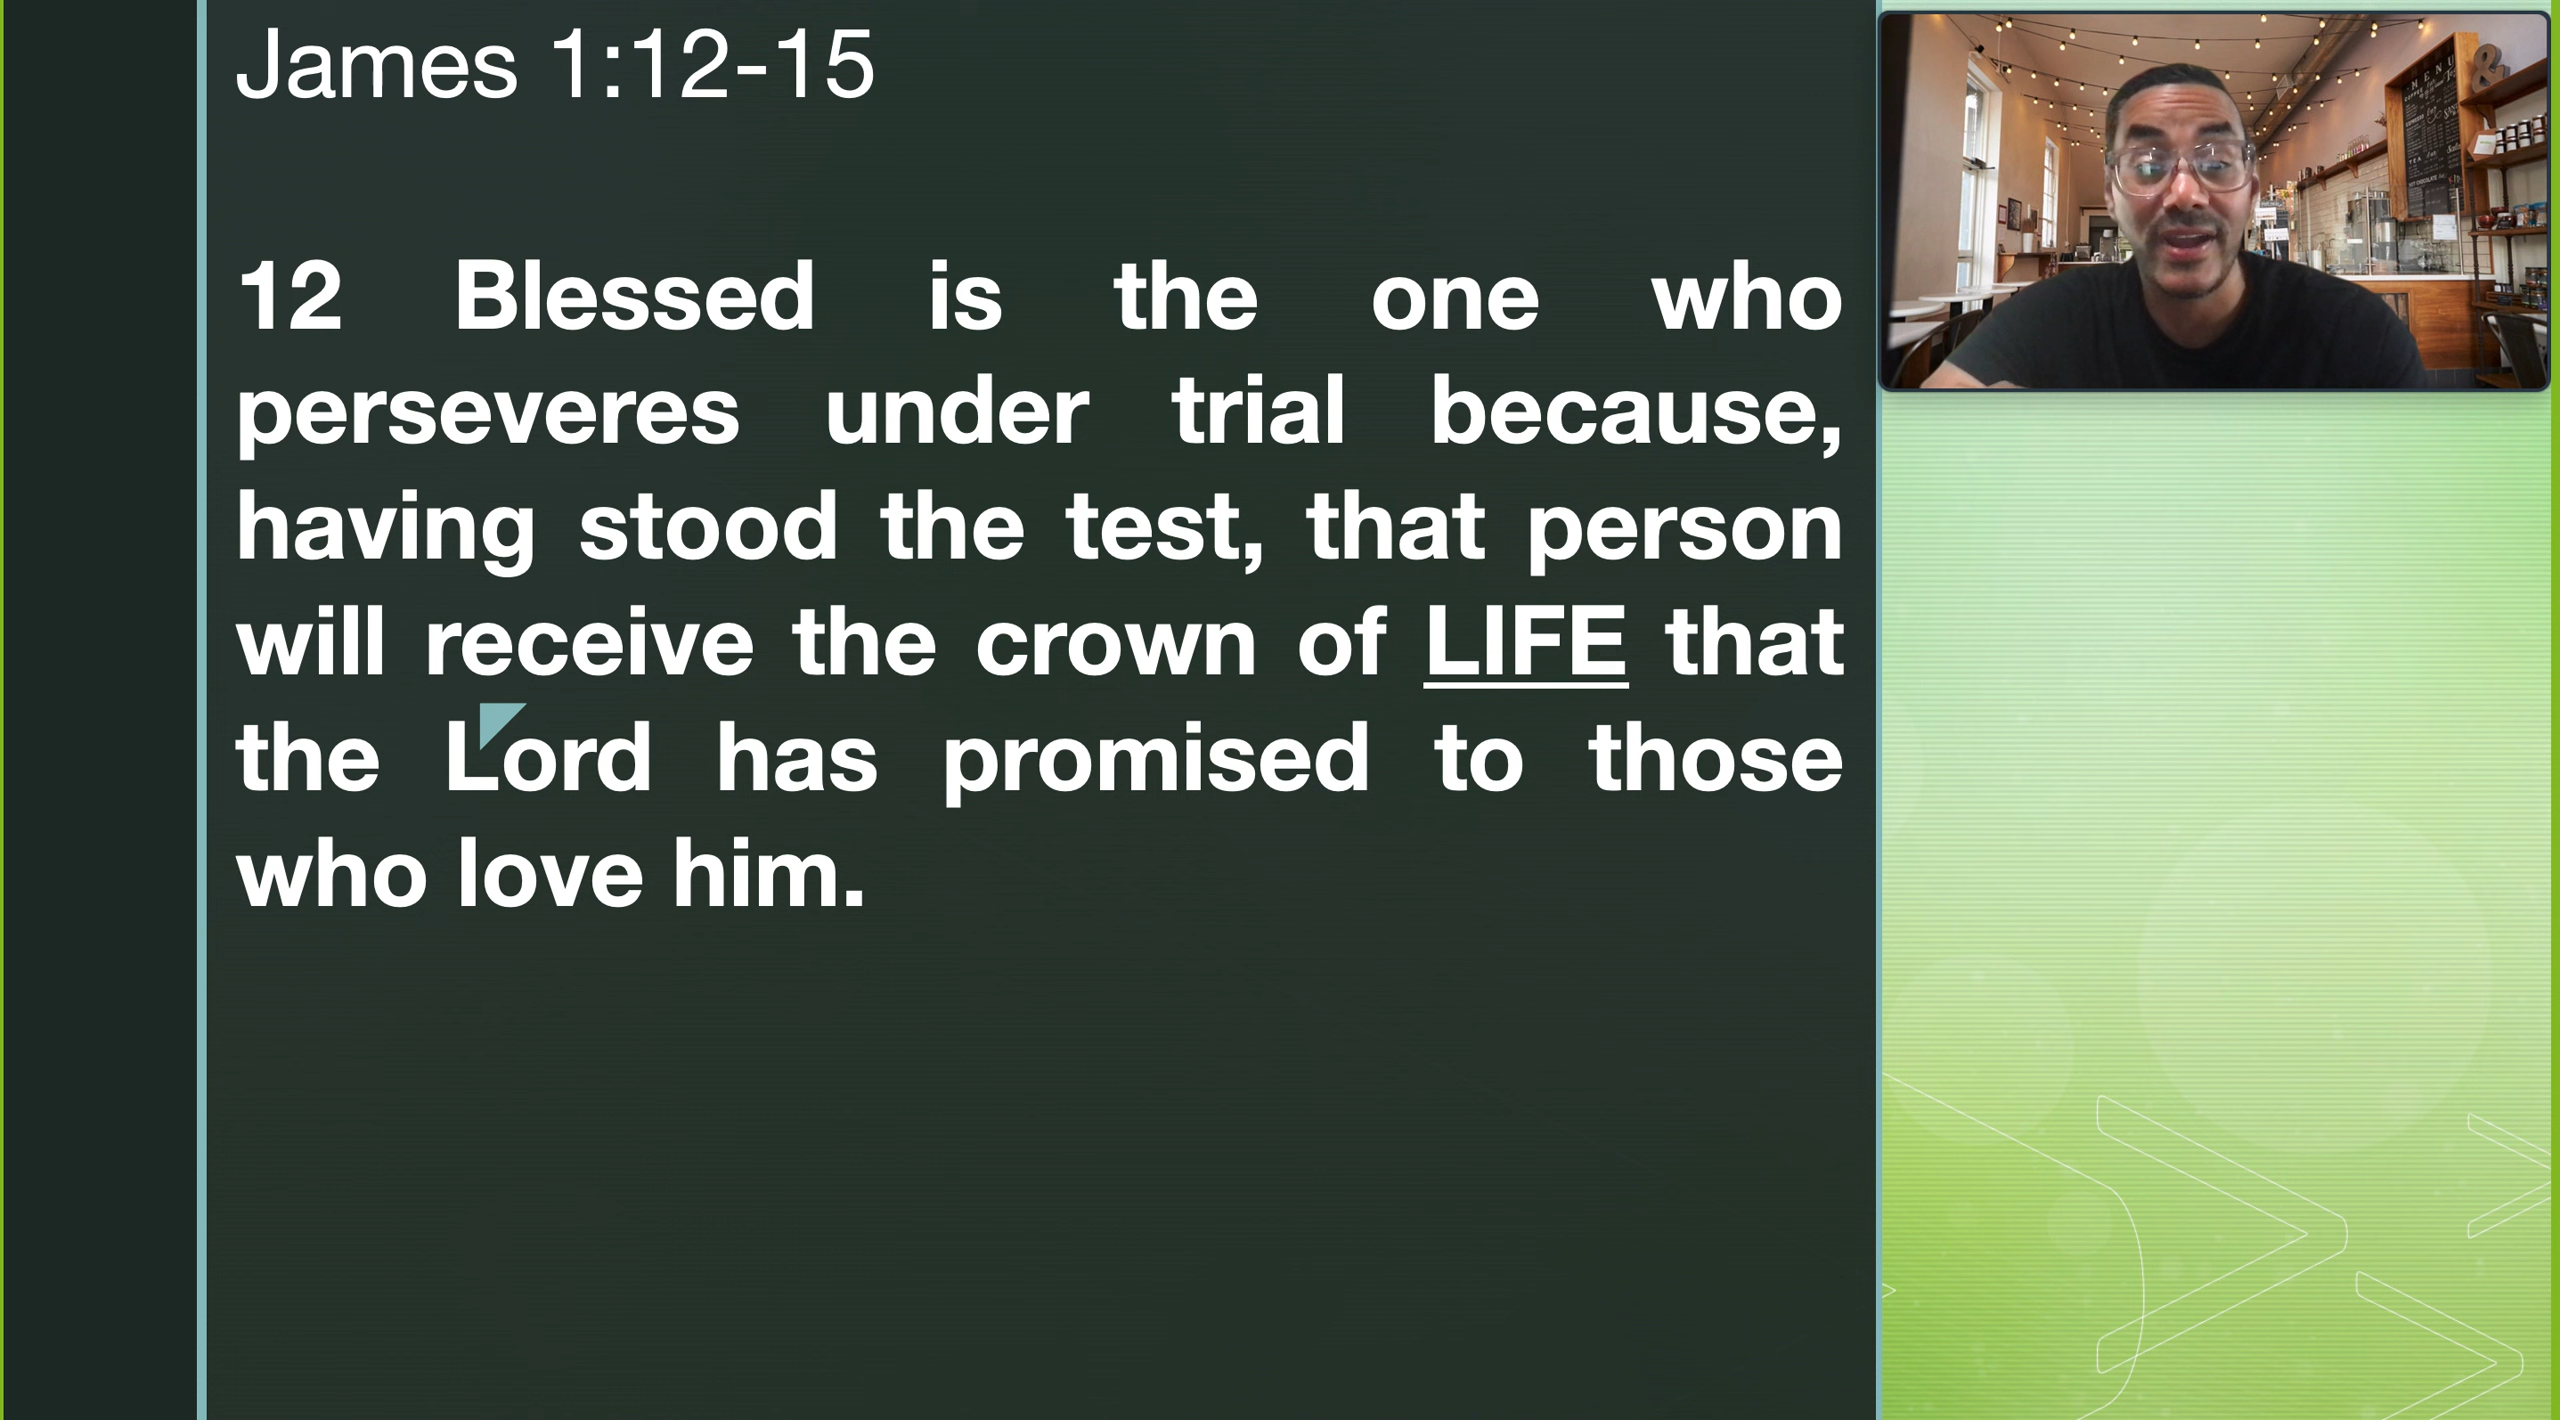 James 1:12-15
12 Blessed is the one who
perseveres under trial because,
having stood the test, that person
will receive the crown of LIFE that
the Lord has promised to those
who love him.
MENU
&